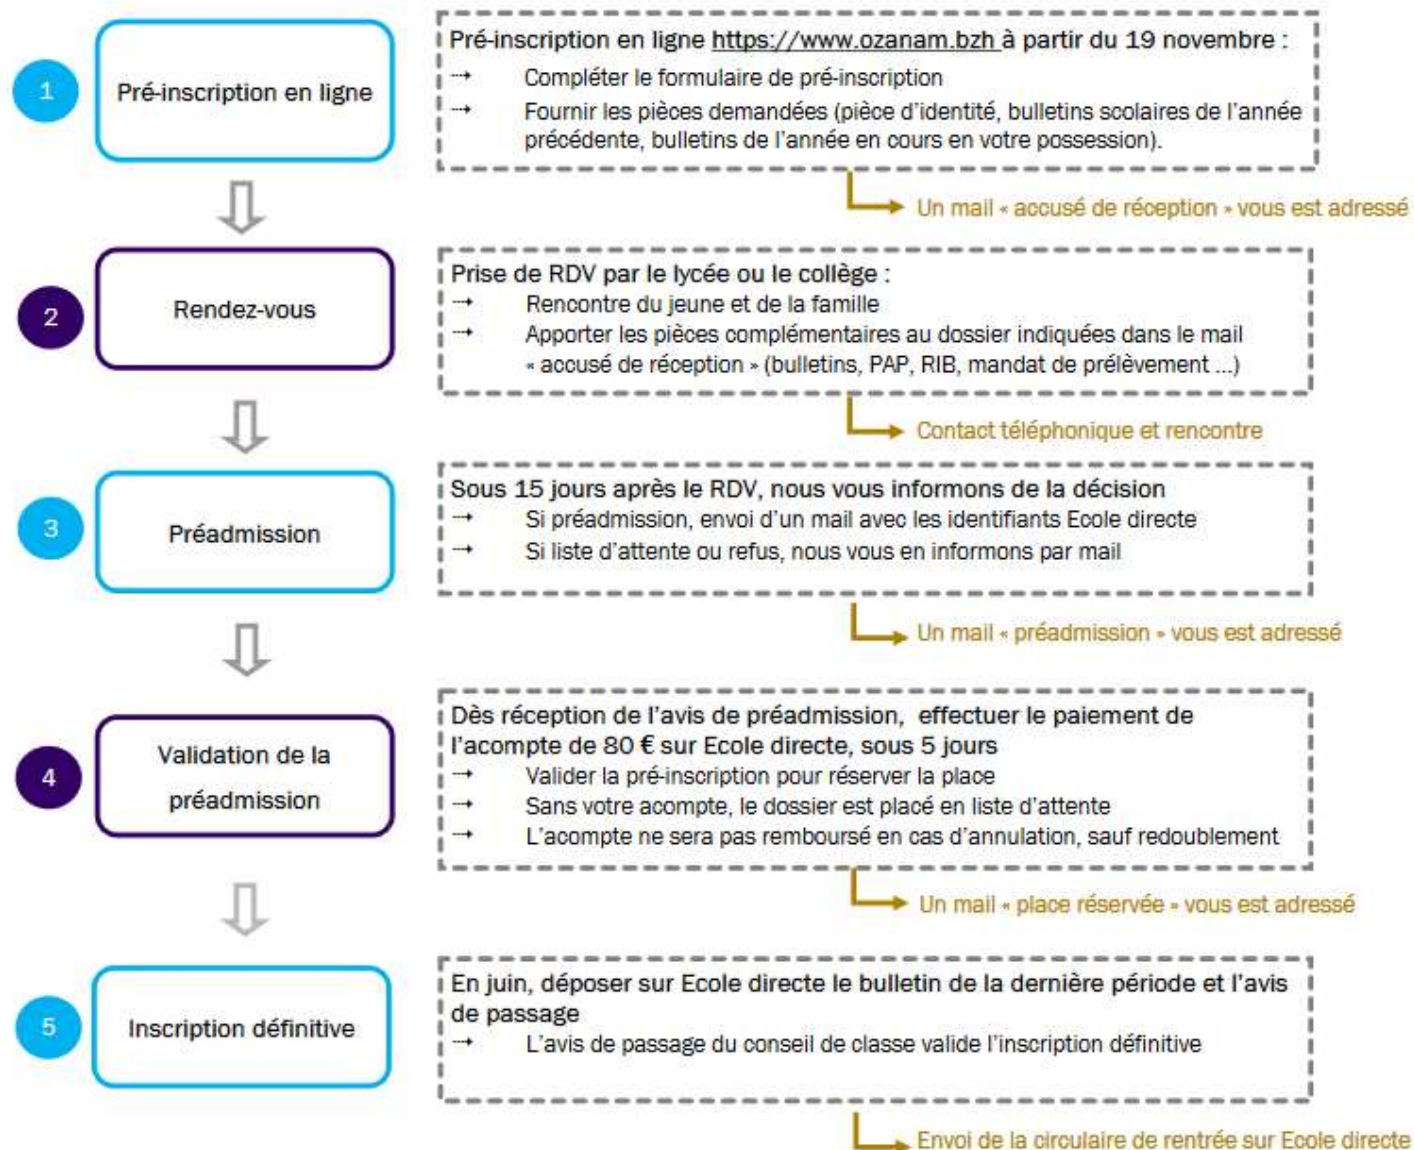 1
Pré-inscription en ligne
Pré-inscription en ligne https://www.ozanam.bzh à partir du 19 novembre :
→ Compléter le formulaire de pré-inscription
→ Fournir les pièces demandées (pièce d'identité, bulletins scolaires de l'année
précédente, bulletins de l'année en cours en votre possession).
Un mail « accusé de réception » vous est adressé
2
Rendez-vous
Prise de RDV par le lycée ou le collège :
→ Rencontre du jeune et de la famille
→ Apporter les pièces complémentaires au dossier indiquées dans le mail
« accusé de réception » (bulletins, PAP, RIB, mandat de prélèvement ...)
Contact téléphonique et rencontre
3
Préadmission
Sous 15 jours après le RDV, nous vous informons de la décision
→ Si préadmission, envoi d'un mail avec les identifiants Ecole directe
→ Si liste d'attente ou refus, nous vous en informons par mail
Un mail « préadmission » vous est adressé
4
Validation de la
préadmission
Dès réception de l'avis de préadmission, effectuer le paiement de
l'acompte de 80 € sur Ecole directe, sous 5 jours
→ Valider la pré-inscription pour réserver la place
→ Sans votre acompte, le dossier est placé en liste d'attente
→ L'acompte ne sera pas remboursé en cas d'annulation, sauf redoublement
Un mail « place réservée » vous est adressé
5
Inscription définitive
En juin, déposer sur Ecole directe le bulletin de la dernière période et l'avis
de passage
→ L'avis de passage du conseil de classe valide l'inscription définitive
Envoi de la circulaire de rentrée sur Ecole directe